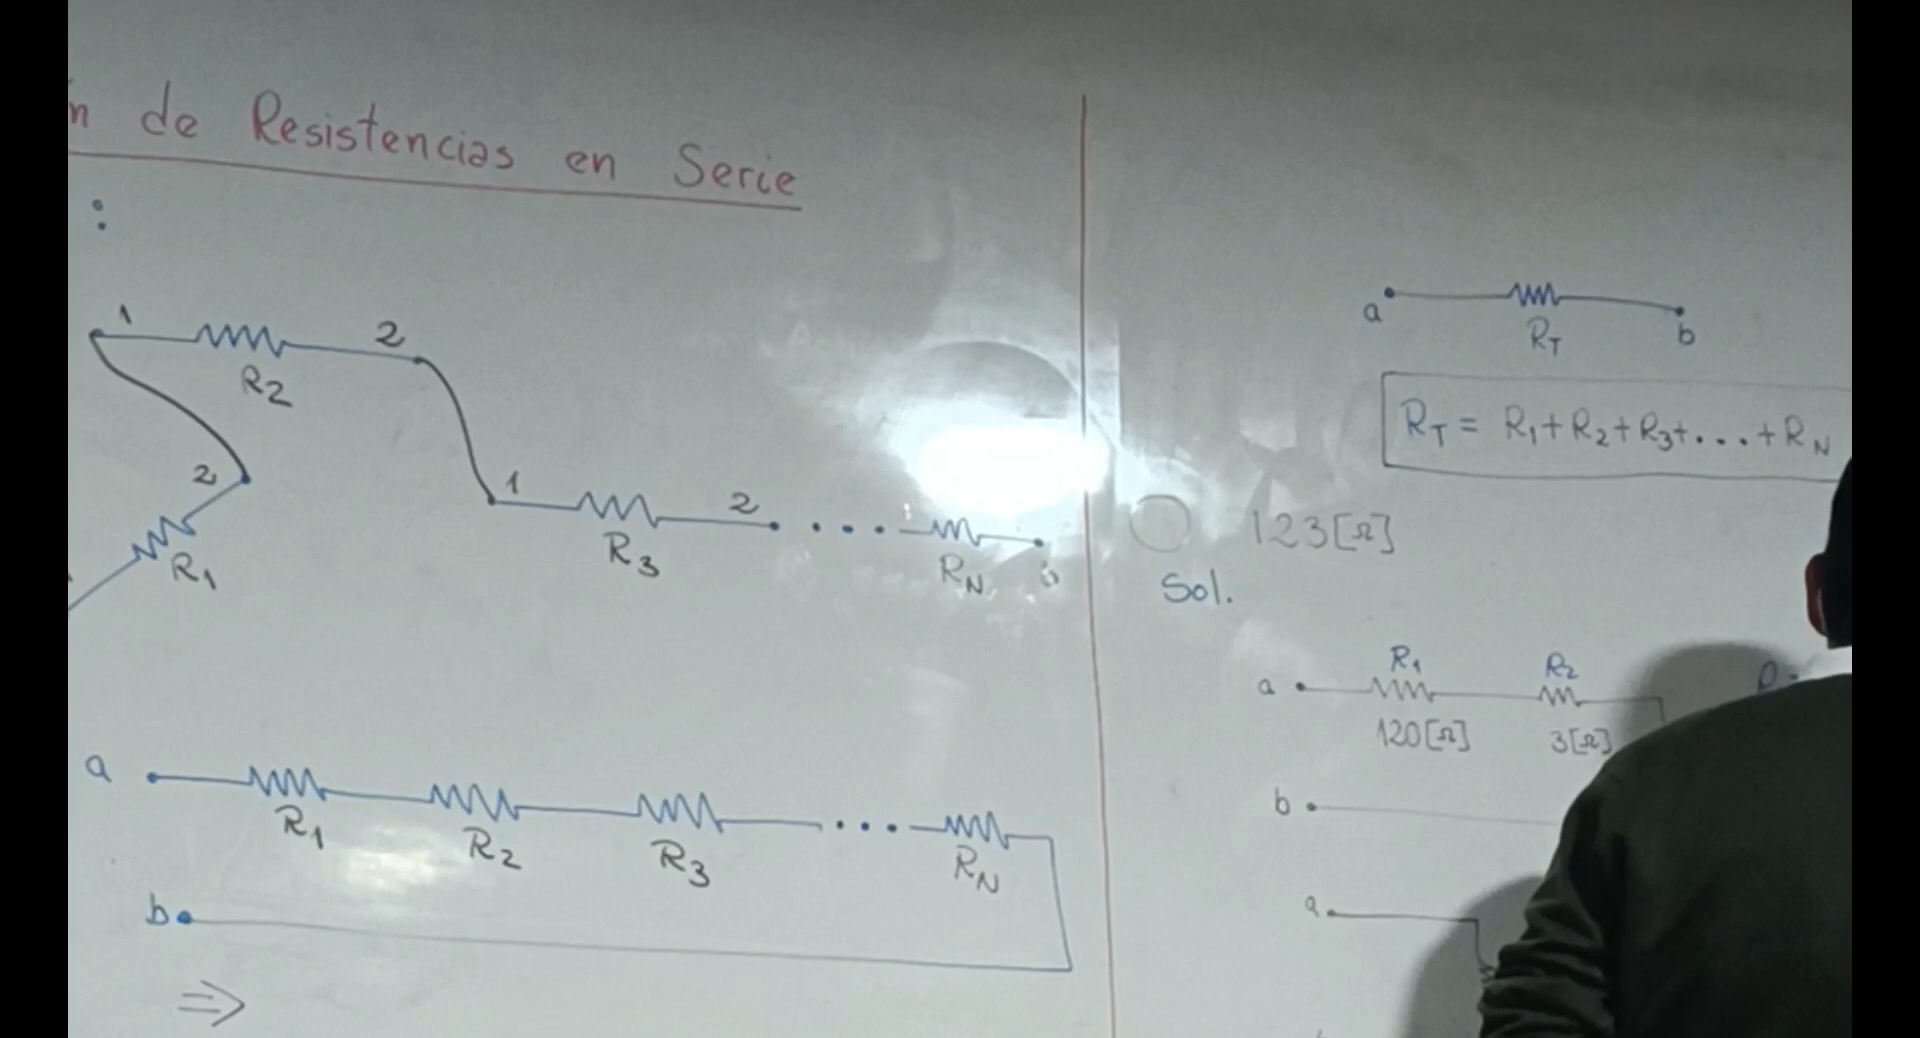 de Resistencias en Serie
:
1 R2 2
2
R1
1 R3 2 ... RN
a R1 R2 R3 ... RN
b
⇒
a RT b
RT = R1+R2+R3+...+RN
123[Ω]
Sol.
a R1 R2
120[Ω] 3[Ω]
b
a